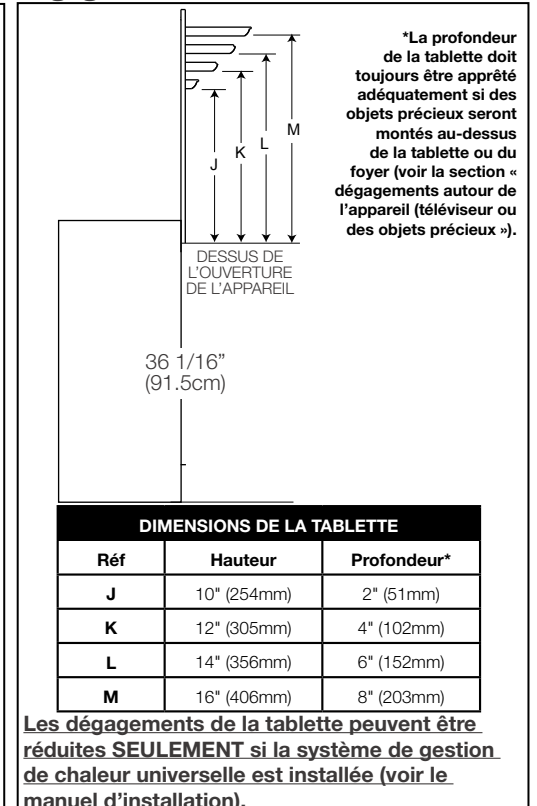 *La profondeur
de la tablette doit
toujours être apprêté
adéquatement si des
objets précieux seront
montés au-dessus
de la tablette ou du
foyer (voir la section «
dégagements autour de
l'appareil (téléviseur ou
des objets précieux »).
M
L
K
J
DESSUS DE
L'OUVERTURE
DE L'APPAREIL
36 1/16"
(91.5cm)
DIMENSIONS DE LA TABLETTE
Réf Hauteur Profondeur*
J 10" (254mm) 2" (51mm)
K 12" (305mm) 4" (102mm)
L 14" (356mm) 6" (152mm)
M 16" (406mm) 8" (203mm)
Les dégagements de la tablette peuvent être
réduites SEULEMENT si la système de gestion
de chaleur universelle est installée (voir le
manuel d'installation).